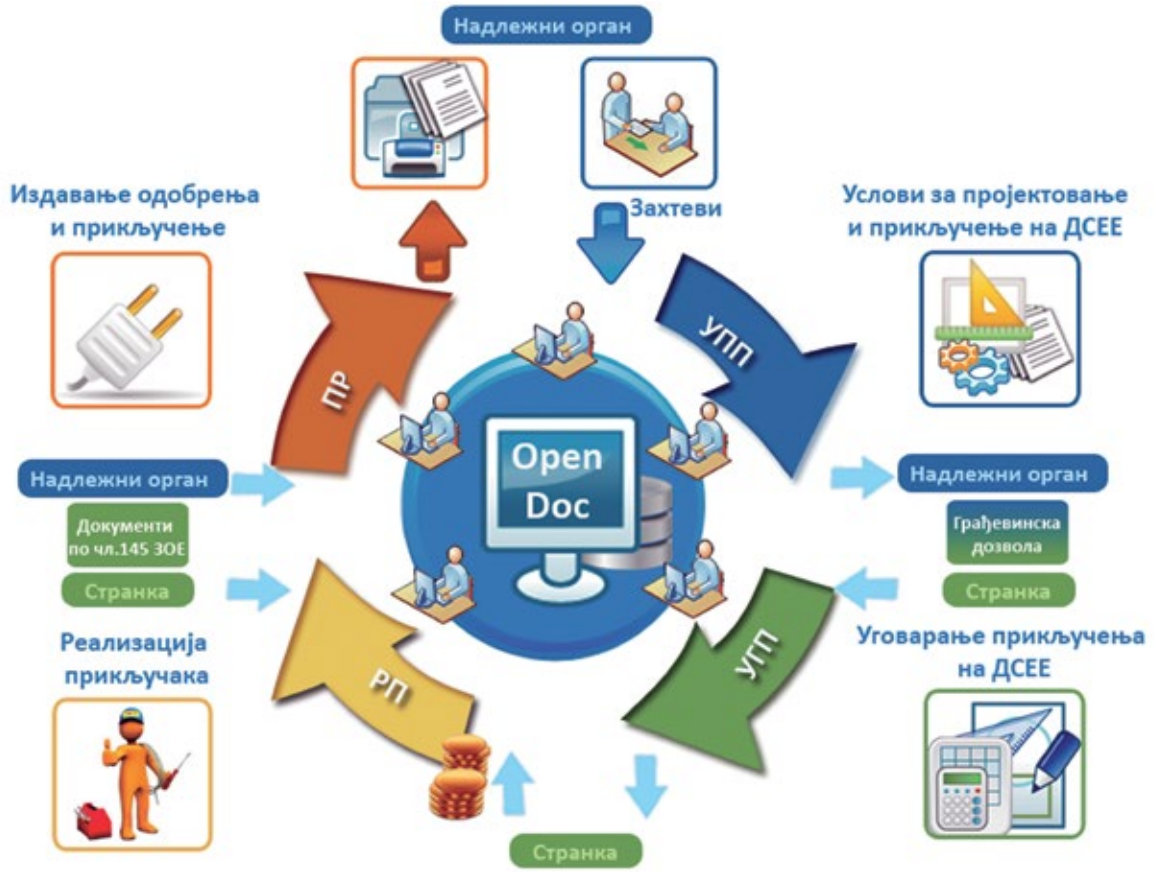 Надлежни орган
Захтеви
Издавање одобрења
и прикључење
Услови за пројектовање
и прикључење на ДСЕЕ
УПП
ПР
Open
Doc
Надлежни орган
Документи
по чл.145 ЗОЕ
Странка
Надлежни орган
Грађевинска
дозвола
Странка
Реализација
прикључака
РП
УГП
Уговарање прикључења
на ДСЕЕ
Странка